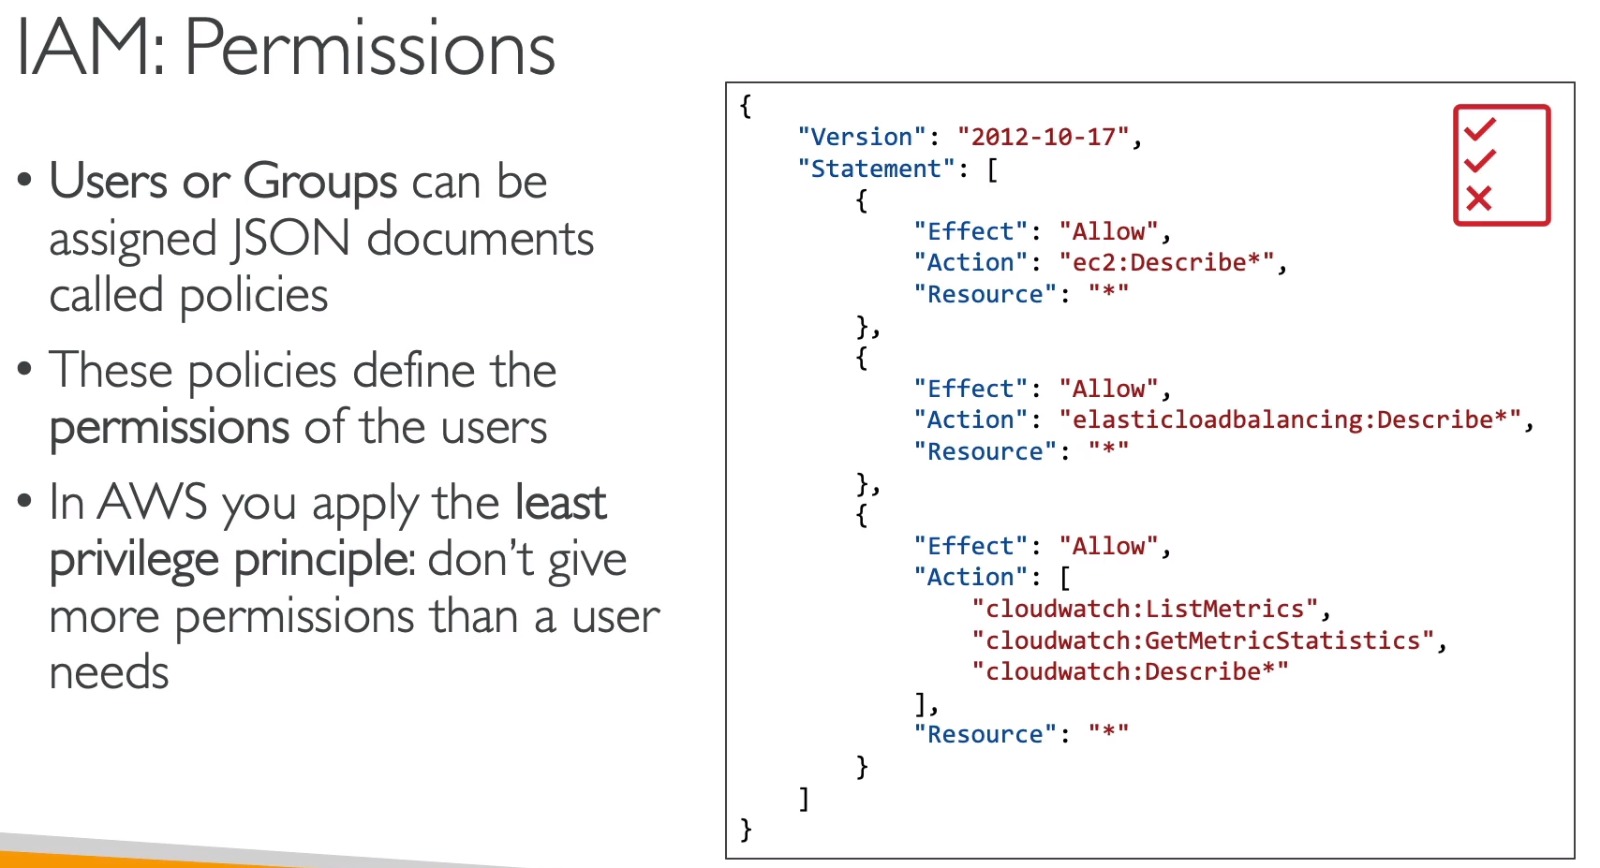 IAM: Permissions
• Users or Groups can be
assigned JSON documents
called policies
• These policies define the
permissions of the users
• In AWS you apply the least
privilege principle: don't give
more permissions than a user
needs
{
    "Version": "2012-10-17",
    "Statement": [
        {
            "Effect": "Allow",
            "Action": "ec2:Describe*",
            "Resource": "*"
        },
        {
            "Effect": "Allow",
            "Action": "elasticloadbalancing:Describe*",
            "Resource": "*"
        },
        {
            "Effect": "Allow",
            "Action": [
                "cloudwatch:ListMetrics",
                "cloudwatch:GetMetricStatistics",
                "cloudwatch:Describe*"
            ],
            "Resource": "*"
        }
    ]
}